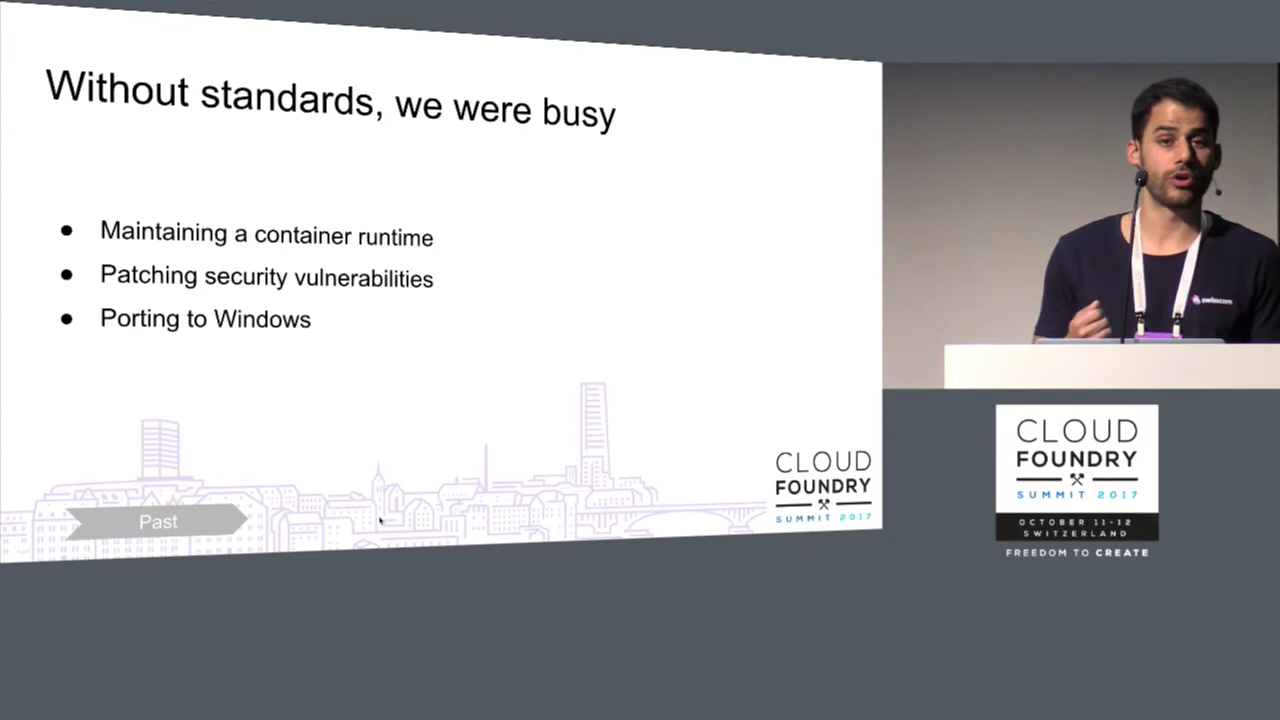 Without standards, we were busy
● Maintaining a container runtime
● Patching security vulnerabilities
● Porting to Windows
Past
CLOUD
FOUNDRY
SUMMIT 2017
swisscom
CLOUD
FOUNDRY
SUMMIT 2017
OCTOBER 11-12
SWITZERLAND
FREEDOM TO CREATE